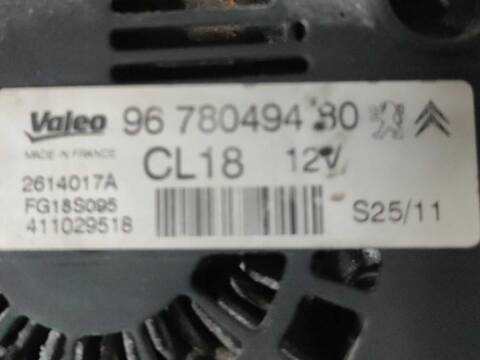 Valeo 96 780494 80
MADE IN FRANCE
CL18 12V
2614017A
FG18S095
S25/11
411029518